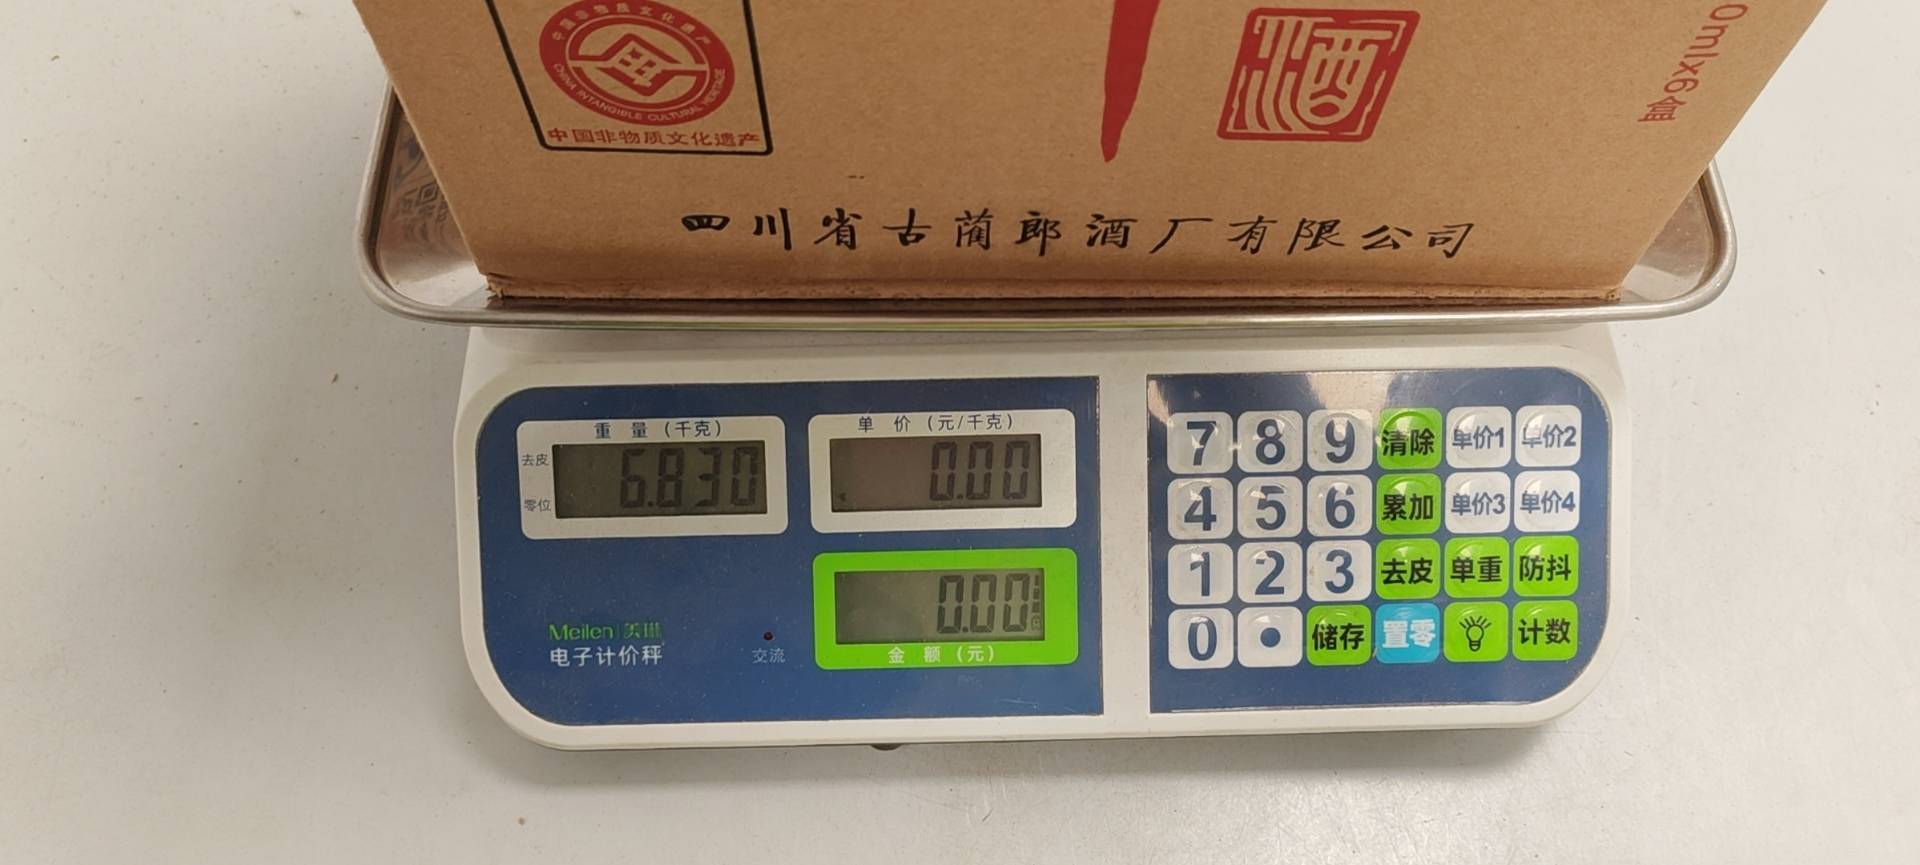 中国非物质文化遗产
CHINA INTANGIBLE CULTURAL HERITAGE
中国非物质文化遗产
酒
0mlx6盒
四川省古蔺郎酒厂有限公司
重量(千克)
去皮
零位
6.830
单价(元/千克)
0.00
0.00
金额(元)
Meilen|美琳
电子计价秤
交流
7 8 9 清除 单价1 单价2
4 5 6 累加 单价3 单价4
1 2 3 去皮 单重 防抖
0 . 储存 置零 计数